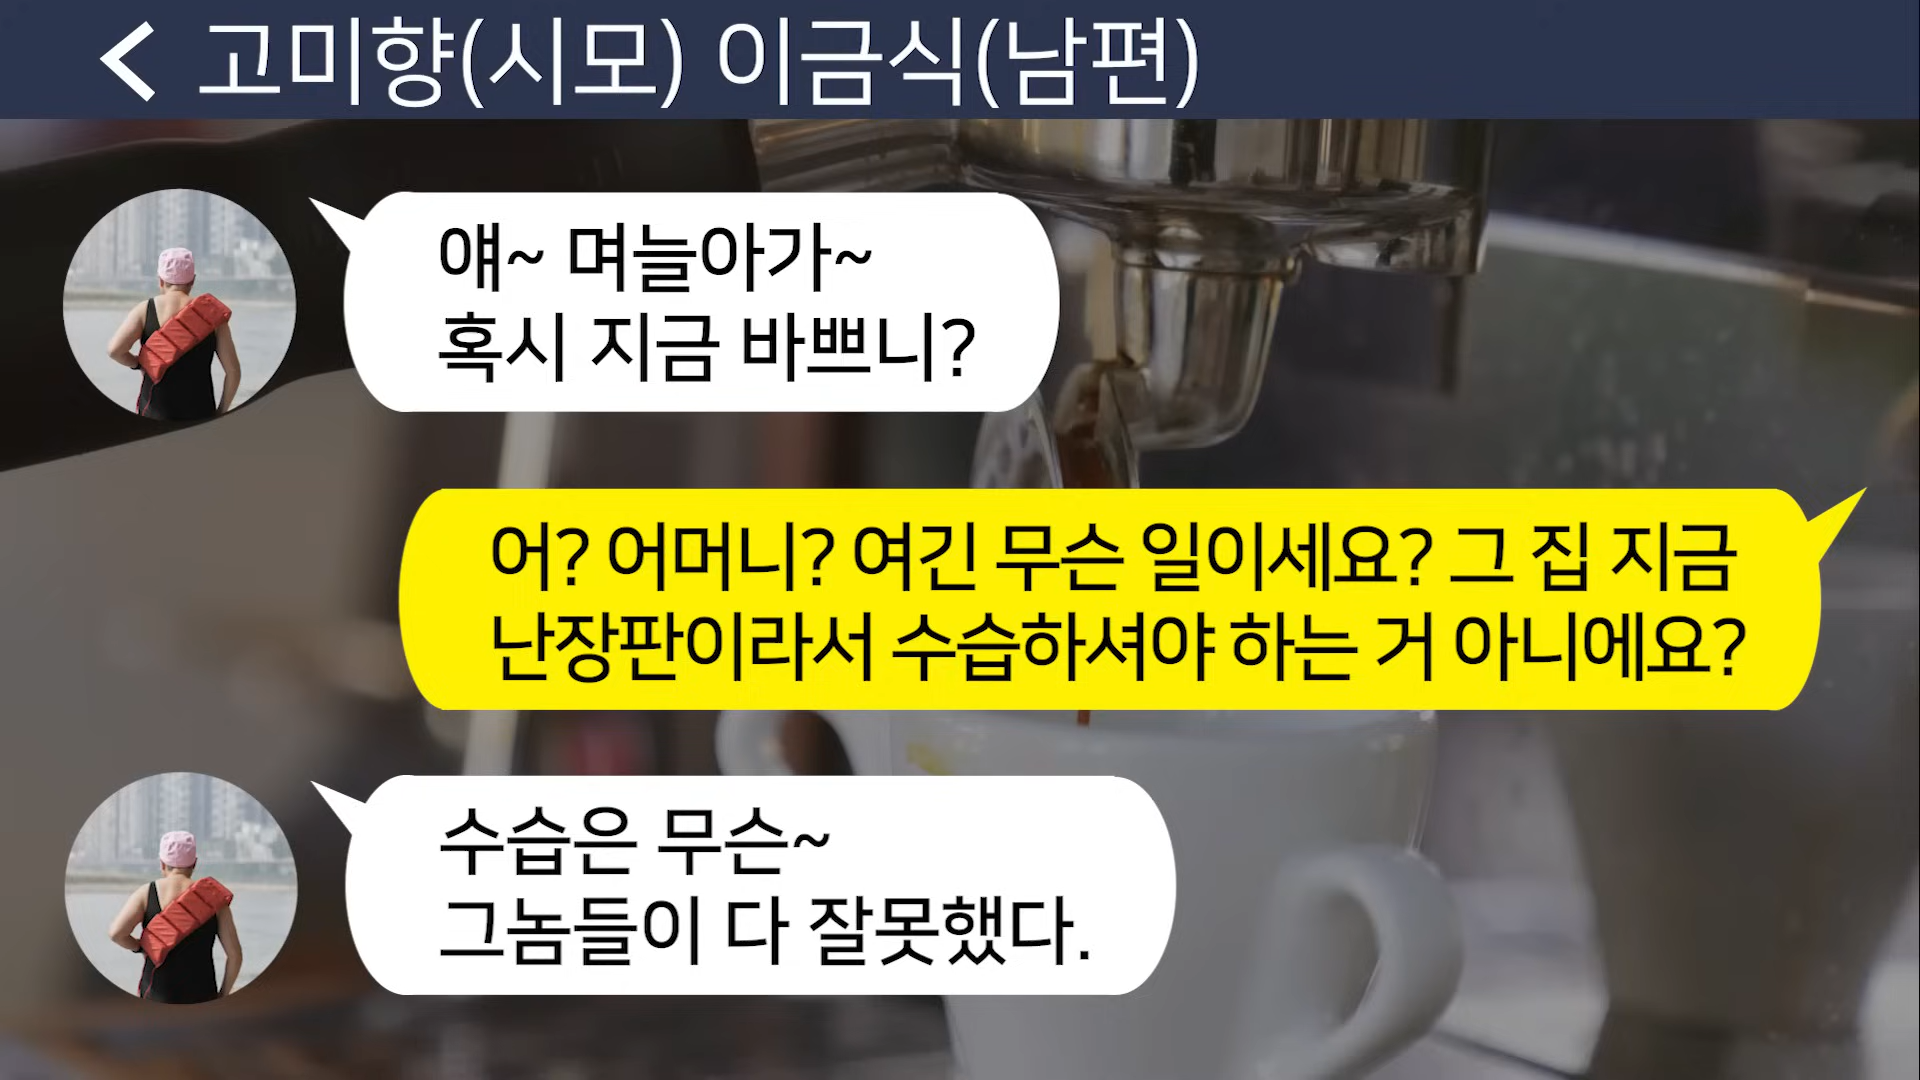 고미향(시모) 이금식(남편)
얘~ 며늘아가~
혹시 지금 바쁘니?
어? 어머니? 여긴 무슨 일이세요? 그 집 지금
난장판이라서 수습하셔야 하는 거 아니에요?
수습은 무슨~
그놈들이 다 잘못했다.